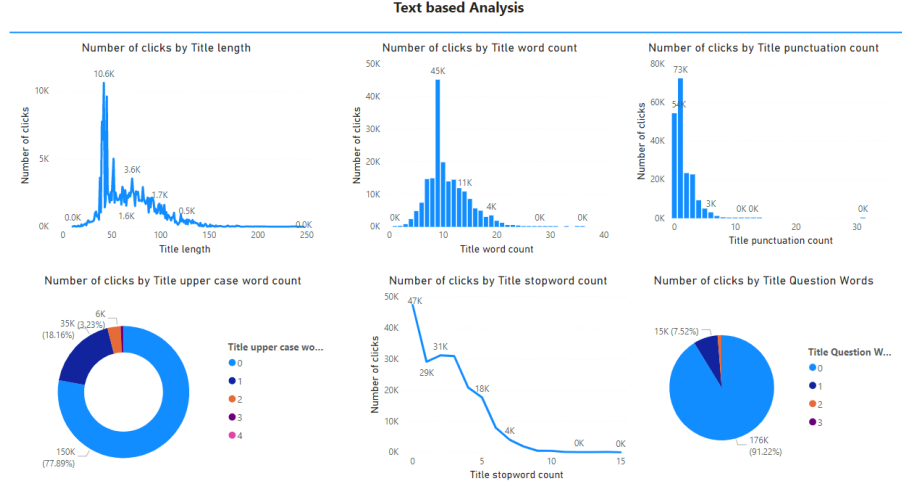 Text based Analysis
Number of clicks by Title length
Number of clicks
10K
5K
0K
10.6K
0.0K
3.6K
1.6K
1.7K
0.5K
0.0K
0
50
100
150
200
250
Title length
Number of clicks by Title word count
Number of clicks
50K
40K
30K
20K
10K
0K
0K
45K
11K
4K
0K
0K
0
10
20
30
40
Title word count
Number of clicks by Title punctuation count
Number of clicks
80K
60K
40K
20K
0K
73K
54K
3K
0K 0K
0K
0
10
20
30
Title punctuation count
Number of clicks by Title upper case word count
6K
(3.23%)
35K
(18.16%)
150K
(77.89%)
Title upper case wo...
0
1
2
3
4
Number of clicks by Title stopword count
Number of clicks
50K
40K
30K
20K
10K
0K
47K
29K
31K
18K
4K
0K
0K
0
5
10
15
Title stopword count
Number of clicks by Title Question Words
15K (7.52%)
176K
(91.22%)
Title Question W...
0
1
2
3